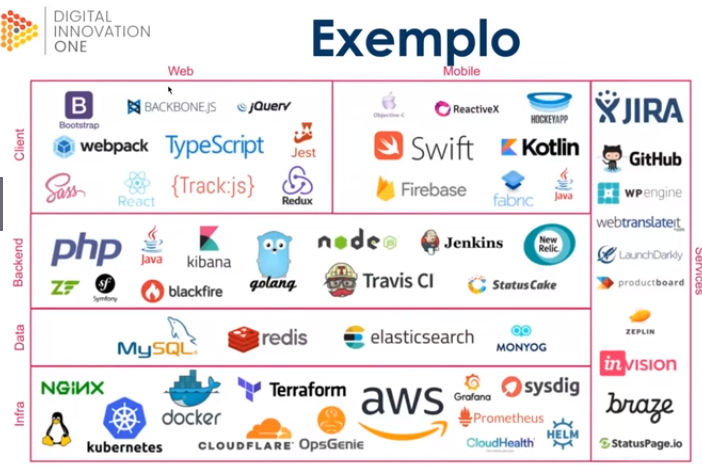 DIGITAL
INNOVATION
ONE
Exemplo
Web
Mobile
Client
B
Bootstrap
BACKBONE.JS
jQuery
webpack
TypeScript
Jest
Sass
React
{Track:js}
Redux
Objective-C
ReactiveX
HOCKEYAPP
Swift
Kotlin
Firebase
fabric
Java
Backend
php
Java
kibana
golang
node
JS
Jenkins
New
Relic.
ZF
sf
Symfony
blackfire
Travis CI
StatusCake
Data
MySQL
redis
elasticsearch
MONYOG
Infra
NGINX
kubernetes
docker
Terraform
CLOUDFLARE
OpsGenie
aws
Grafana
sysdig
Prometheus
CloudHealth
HELM
Services
JIRA
GitHub
WPengine
webtranslateit
LaunchDarkly
productboard
ZEPLIN
inVISION
braze
StatusPage.io